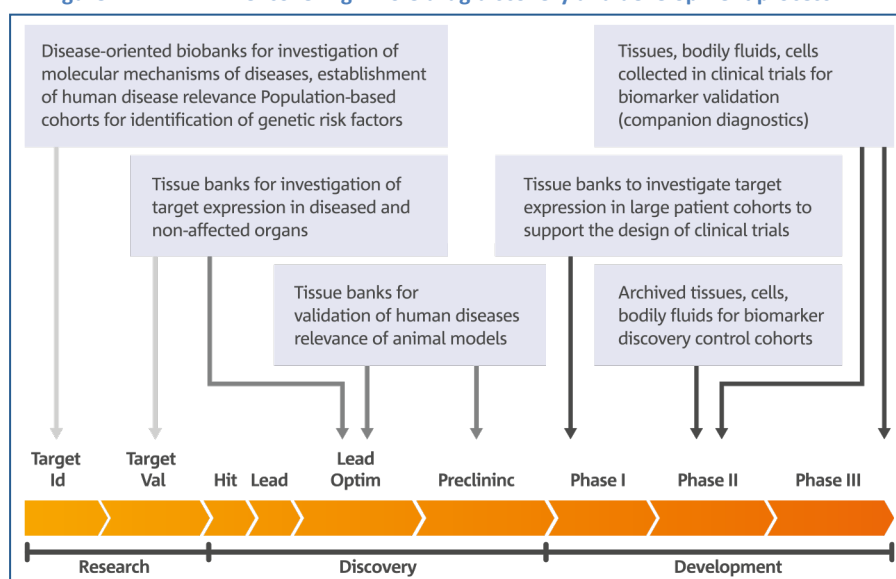 Disease-oriented biobanks for investigation of
molecular mechanisms of diseases, establishment
of human disease relevance Population-based
cohorts for identification of genetic risk factors
Tissues, bodily fluids, cells
collected in clinical trials for
biomarker validation
(companion diagnostics)
Tissue banks for investigation of
target expression in diseased and
non-affected organs
Tissue banks to investigate target
expression in large patient cohorts to
support the design of clinical trials
Tissue banks for
validation of human diseases
relevance of animal models
Archived tissues, cells,
bodily fluids for biomarker
discovery control cohorts
Target
Id
Target
Val
Hit
Lead
Lead
Optim
Preclininc
Phase I
Phase II
Phase III
Research
Discovery
Development